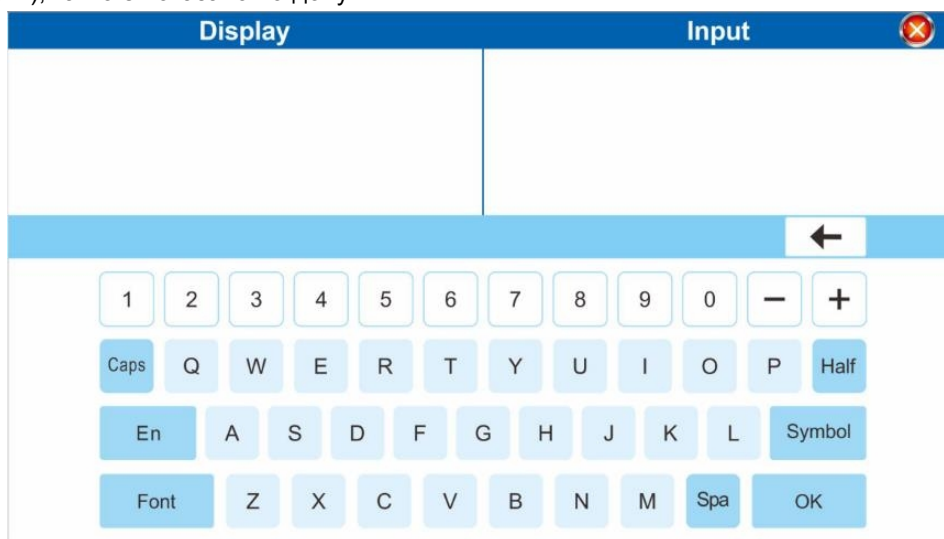 Display Input
1 2 3 4 5 6 7 8 9 0 - +
Caps Q W E R T Y U I O P Half
En A S D F G H J K L Symbol
Font Z X C V B N M Spa OK